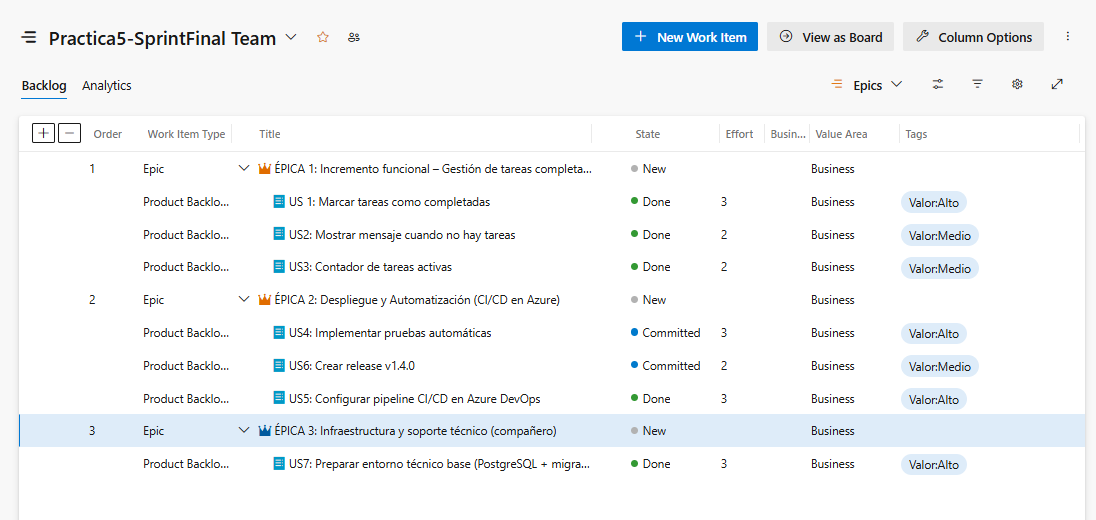 Practica5-SprintFinal Team
New Work Item
View as Board
Column Options
Backlog Analytics
Epics
Order Work Item Type Title State Effort Busin... Value Area Tags
1 Epic ÉPICA 1: Incremento funcional – Gestión de tareas completa... New Business
Product Backlo... US 1: Marcar tareas como completadas Done 3 Business Valor:Alto
Product Backlo... US2: Mostrar mensaje cuando no hay tareas Done 2 Business Valor:Medio
Product Backlo... US3: Contador de tareas activas Done 2 Business Valor:Medio
2 Epic ÉPICA 2: Despliegue y Automatización (CI/CD en Azure) New Business
Product Backlo... US4: Implementar pruebas automáticas Committed 3 Business Valor:Alto
Product Backlo... US6: Crear release v1.4.0 Committed 2 Business Valor:Medio
Product Backlo... US5: Configurar pipeline CI/CD en Azure DevOps Done 3 Business Valor:Alto
3 Epic ÉPICA 3: Infraestructura y soporte técnico (compañero) New Business
Product Backlo... US7: Preparar entorno técnico base (PostgreSQL + migra... Done 3 Business Valor:Alto